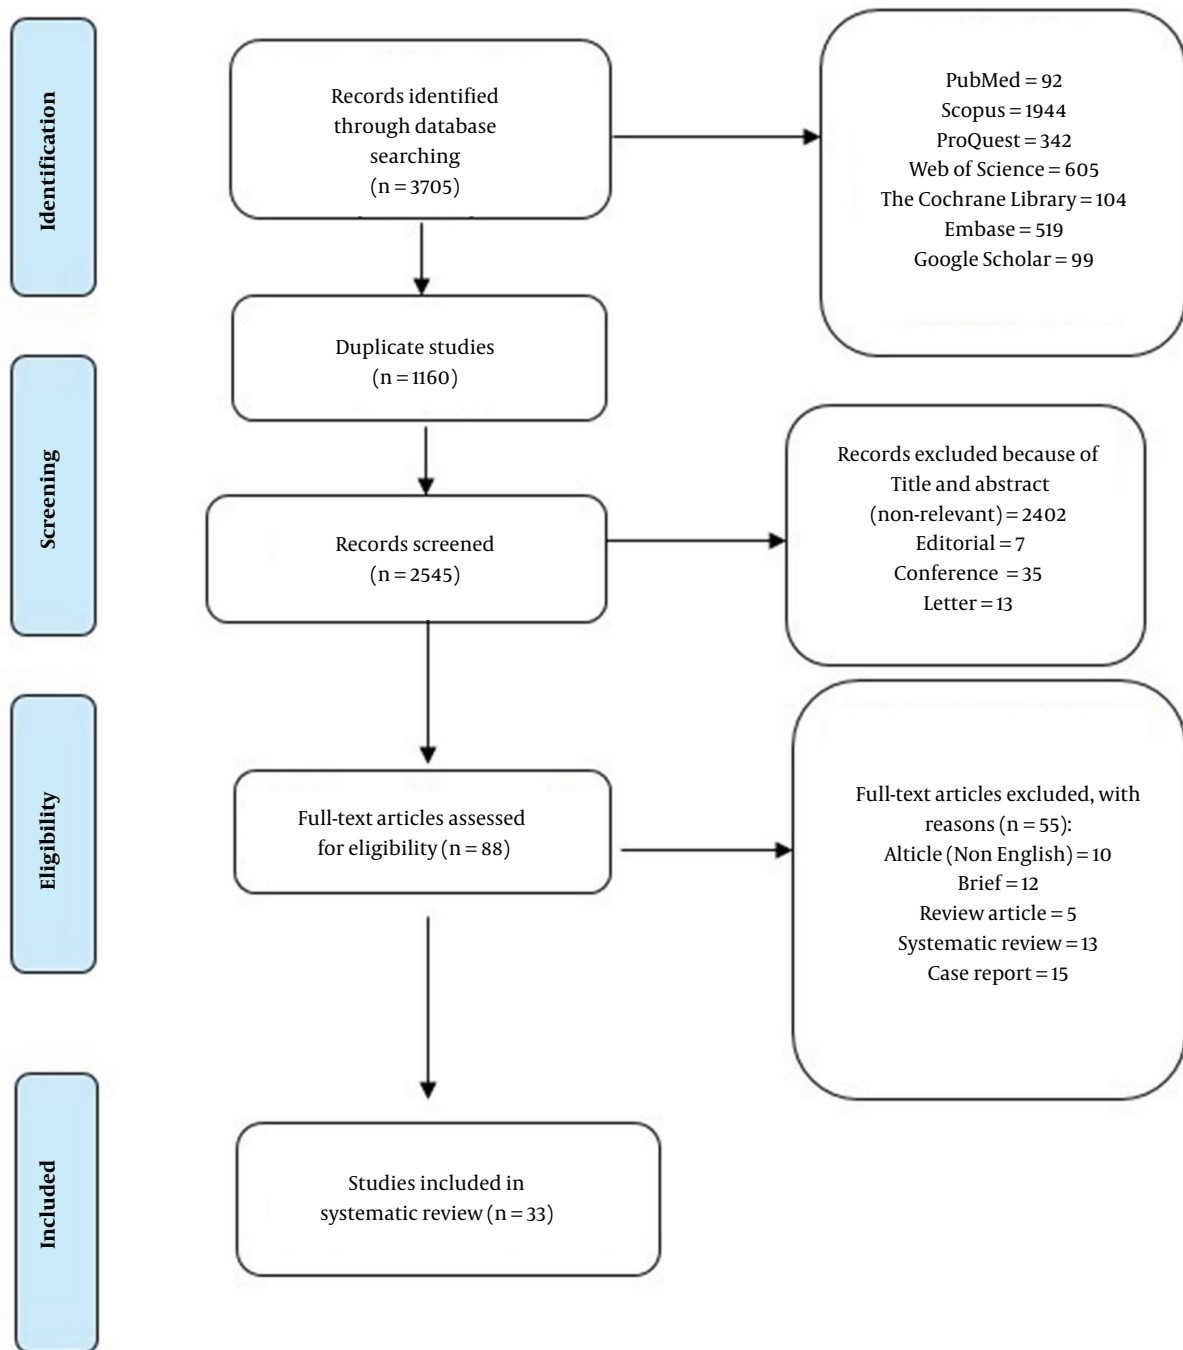 Identification
Records identified
through database
searching
(n = 3705)
PubMed = 92
Scopus = 1944
ProQuest = 342
Web of Science = 605
The Cochrane Library = 104
Embase = 519
Google Scholar = 99
Duplicate studies
(n = 1160)
Screening
Records screened
(n = 2545)
Records excluded because of
Title and abstract
(non-relevant) = 2402
Editorial = 7
Conference = 35
Letter = 13
Eligibility
Full-text articles assessed
for eligibility (n = 88)
Full-text articles excluded, with
reasons (n = 55):
Alticle (Non English) = 10
Brief = 12
Review article = 5
Systematic review = 13
Case report = 15
Included
Studies included in
systematic review (n = 33)